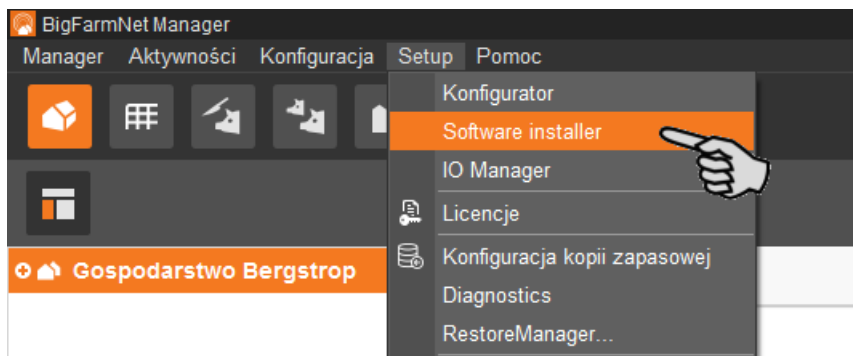 BigFarmNet Manager
Manager Aktywności Konfiguracja Setup Pomoc
Konfigurator
Software installer
IO Manager
Licencje
Konfiguracja kopii zapasowej
Diagnostics
RestoreManager...
Gospodarstwo Bergstrop